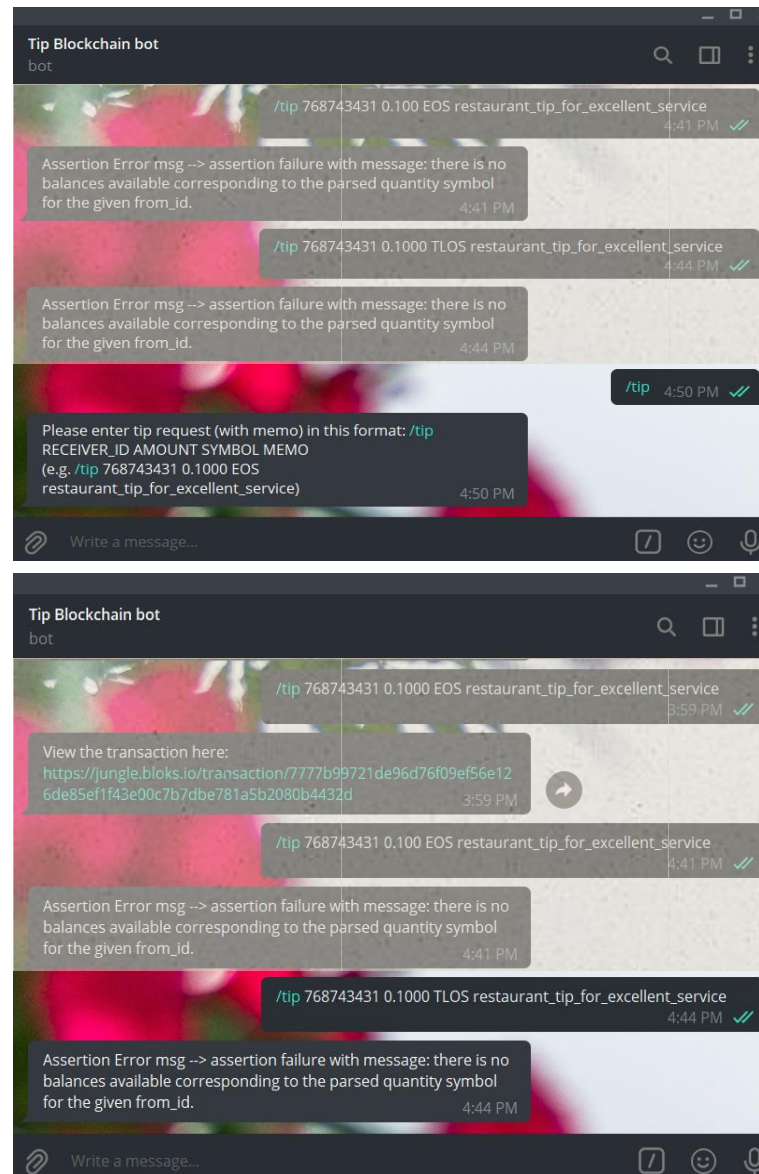 Tip Blockchain bot
bot
/tip 768743431 0.100 EOS restaurant_tip_for_excellent_service
4:41 PM
Assertion Error msg --> assertion failure with message: there is no
balances available corresponding to the parsed quantity symbol
for the given from_id.
4:41 PM
/tip 768743431 0.1000 TLOS restaurant_tip_for_excellent_service
4:44 PM
Assertion Error msg --> assertion failure with message: there is no
balances available corresponding to the parsed quantity symbol
for the given from_id.
4:44 PM
/tip 4:50 PM
Please enter tip request (with memo) in this format: /tip
RECEIVER_ID AMOUNT SYMBOL MEMO
(e.g. /tip 768743431 0.1000 EOS
restaurant_tip_for_excellent_service)
4:50 PM
Write a message...
Tip Blockchain bot
bot
/tip 768743431 0.1000 EOS restaurant_tip_for_excellent_service
3:59 PM
View the transaction here:
https://jungle.bloks.io/transaction/7777b99721de96d76f09ef56e12
6de85ef1f43e00c7b7dbe781a5b2080b4432d
3:59 PM
/tip 768743431 0.100 EOS restaurant_tip_for_excellent_service
4:41 PM
Assertion Error msg --> assertion failure with message: there is no
balances available corresponding to the parsed quantity symbol
for the given from_id.
4:41 PM
/tip 768743431 0.1000 TLOS restaurant_tip_for_excellent_service
4:44 PM
Assertion Error msg --> assertion failure with message: there is no
balances available corresponding to the parsed quantity symbol
for the given from_id.
4:44 PM
Write a message...